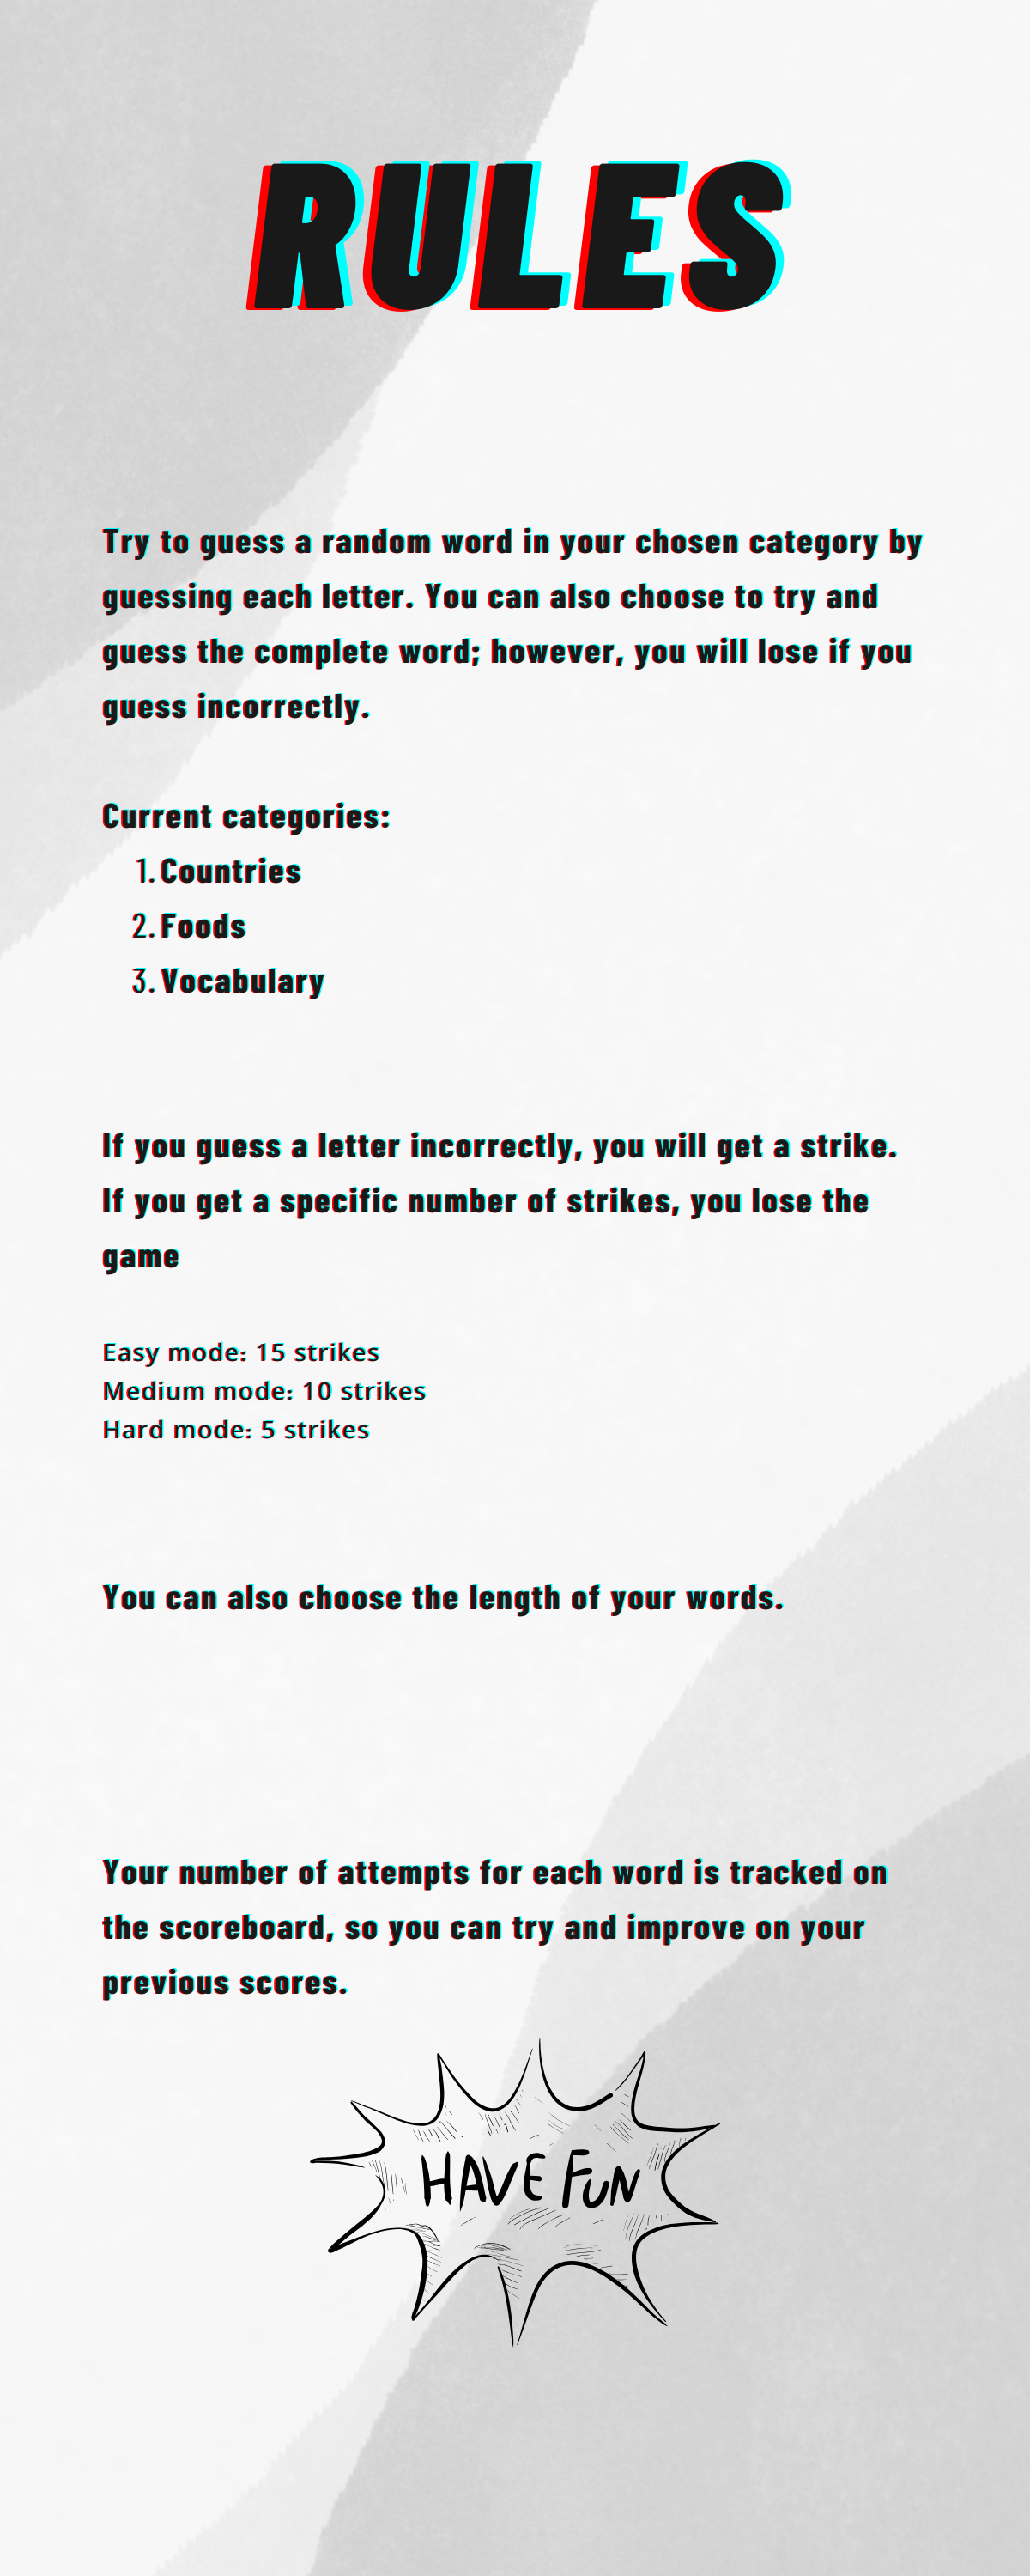 RULES
Try to guess a random word in your chosen category by
guessing each letter. You can also choose to try and
guess the complete word; however, you will lose if you
guess incorrectly.
Current categories:
1. Countries
2. Foods
3. Vocabulary
If you guess a letter incorrectly, you will get a strike.
If you get a specific number of strikes, you lose the
game
Easy mode: 15 strikes
Medium mode: 10 strikes
Hard mode: 5 strikes
You can also choose the length of your words.
Your number of attempts for each word is tracked on
the scoreboard, so you can try and improve on your
previous scores.
HAVE FUN